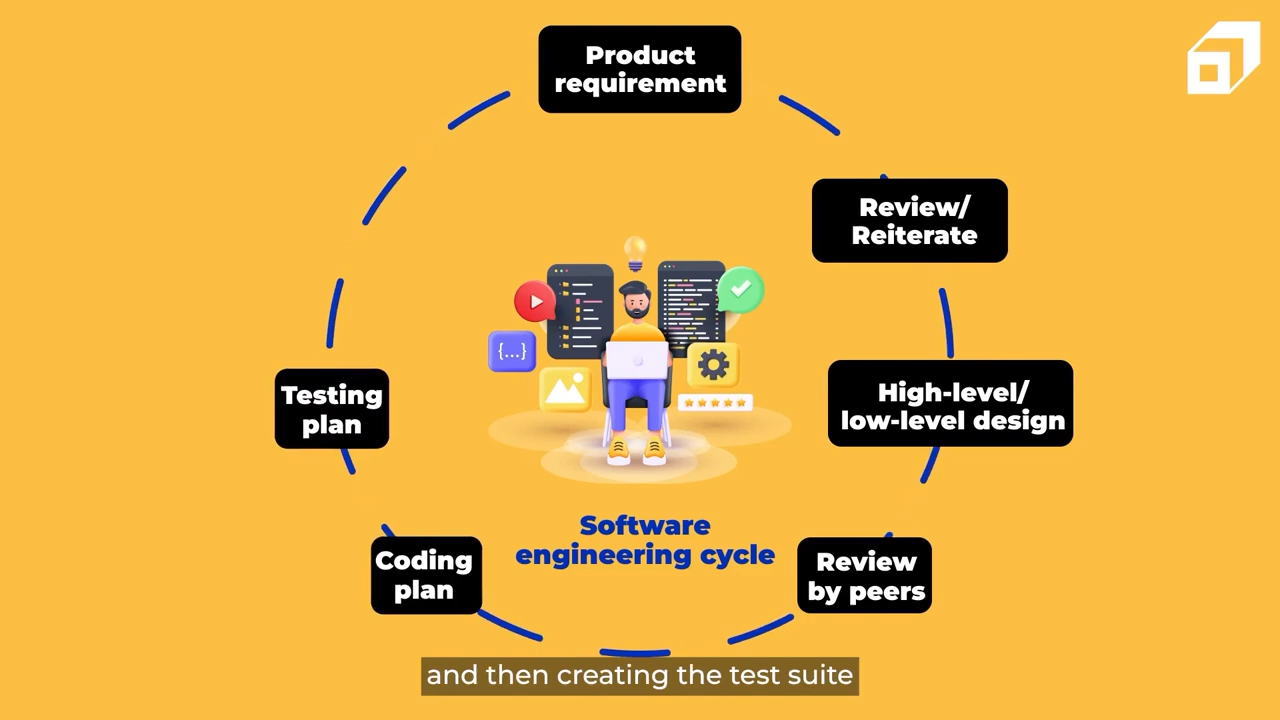 Product
requirement
Review/
Reiterate
High-level/
low-level design
Review
by peers
Coding
plan
Testing
plan
{...}
Software
engineering cycle
and then creating the test suite